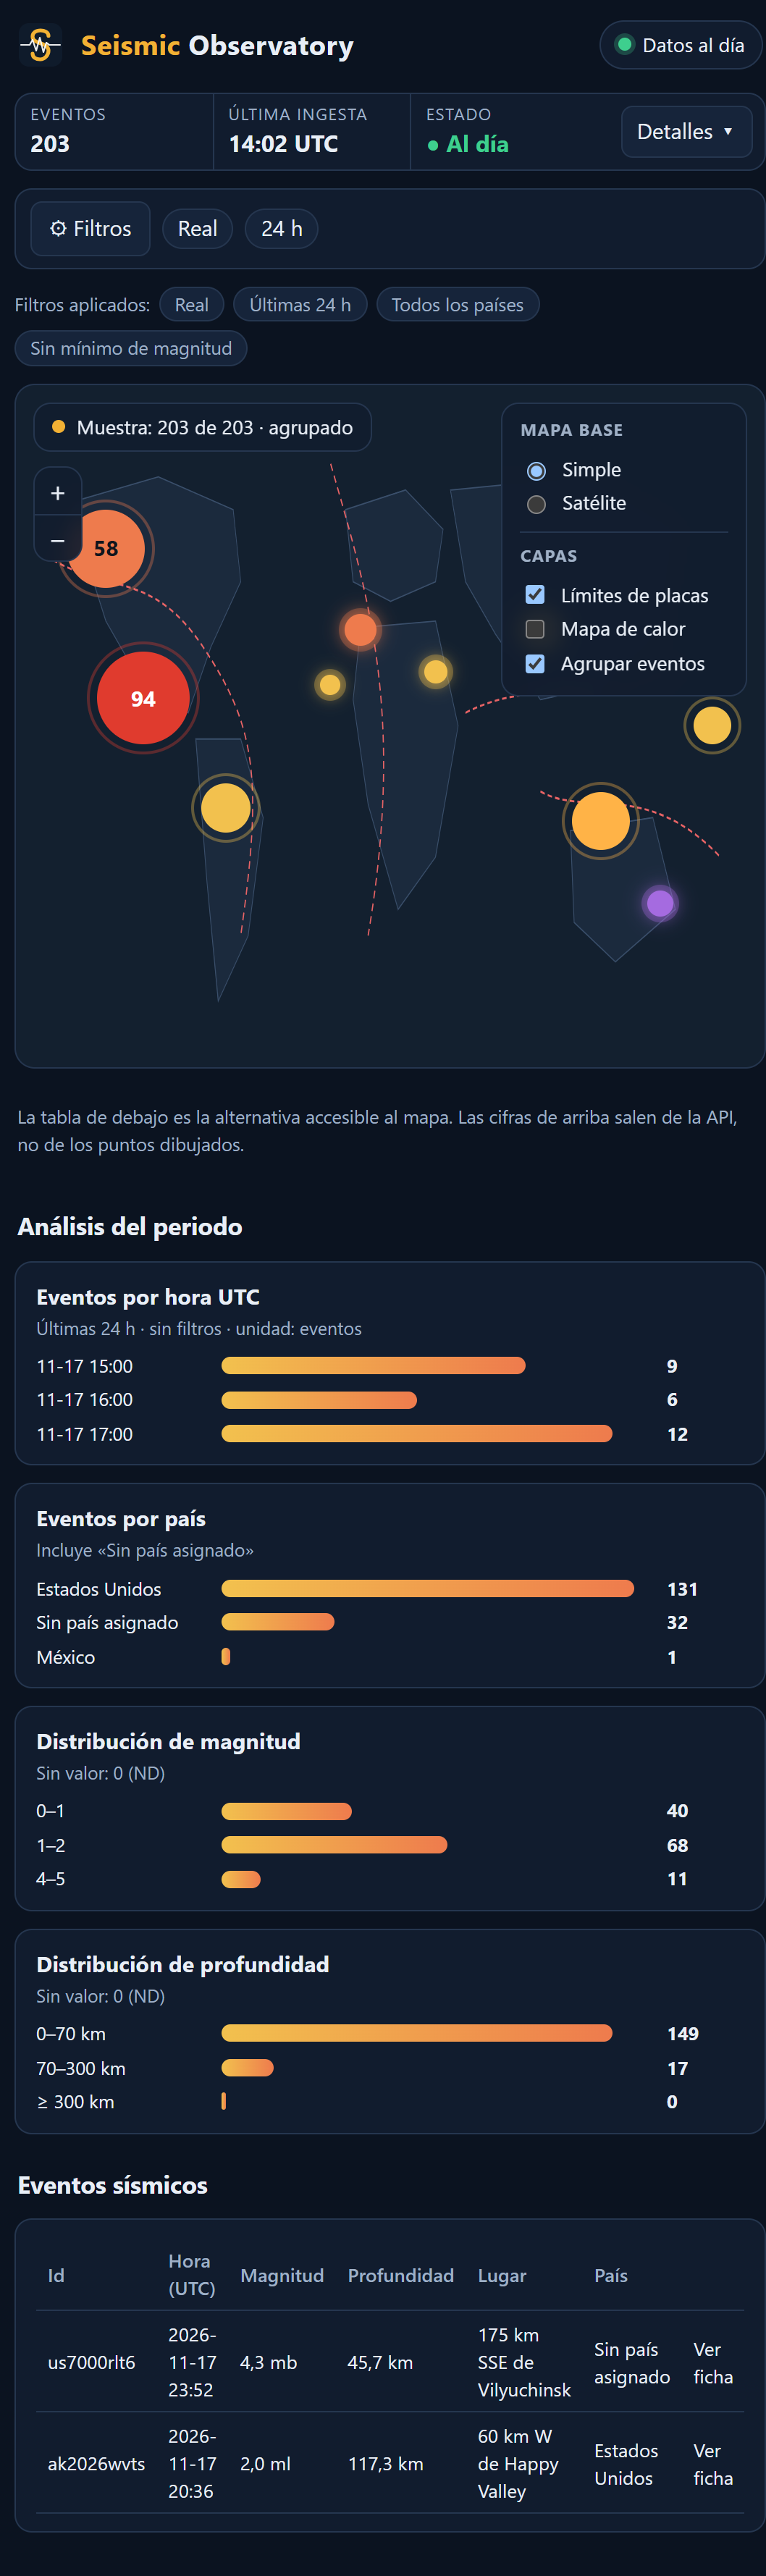 Seismic Observatory
Datos al día
EVENTOS
203
ÚLTIMA INGESTA
14:02 UTC
ESTADO
● Al día
Detalles ▼
⚙ Filtros
Real
24 h
Filtros aplicados:
Real
Últimas 24 h
Todos los países
Sin mínimo de magnitud
Muestra: 203 de 203 · agrupado
+
−
58
94
MAPA BASE
Simple
Satélite
CAPAS
Límites de placas
Mapa de calor
Agrupar eventos
La tabla de debajo es la alternativa accesible al mapa. Las cifras de arriba salen de la API,
no de los puntos dibujados.
Análisis del periodo
Eventos por hora UTC
Últimas 24 h · sin filtros · unidad: eventos
11-17 15:00 9
11-17 16:00 6
11-17 17:00 12
Eventos por país
Incluye «Sin país asignado»
Estados Unidos 131
Sin país asignado 32
México 1
Distribución de magnitud
Sin valor: 0 (ND)
0–1 40
1–2 68
4–5 11
Distribución de profundidad
Sin valor: 0 (ND)
0–70 km 149
70–300 km 17
≥ 300 km 0
Eventos sísmicos
Id
Hora
(UTC)
Magnitud
Profundidad
Lugar
País
us7000rlt6
2026-
11-17
23:52
4,3 mb
45,7 km
175 km
SSE de
Vilyuchinsk
Sin país
asignado
Ver
ficha
ak2026wvts
2026-
11-17
20:36
2,0 ml
117,3 km
60 km W
de Happy
Valley
Estados
Unidos
Ver
ficha